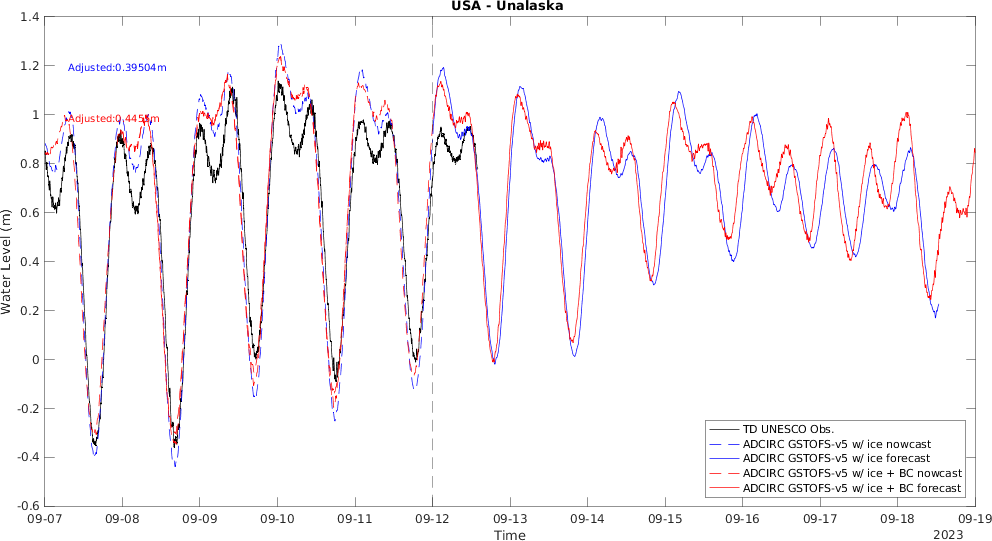 USA - Unalaska
1.4
1.2
1
0.8
0.6
0.4
0.2
0
-0.2
-0.4
-0.6
Water Level (m)
Adjusted:0.39504m
TD UNESCO Obs.
ADCIRC GSTOFS-v5 w/ ice nowcast
ADCIRC GSTOFS-v5 w/ ice forecast
ADCIRC GSTOFS-v5 w/ ice + BC nowcast
ADCIRC GSTOFS-v5 w/ ice + BC forecast
09-07 09-08 09-09 09-10 09-11 09-12 09-13 09-14 09-15 09-16 09-17 09-18 09-19
Time
2023